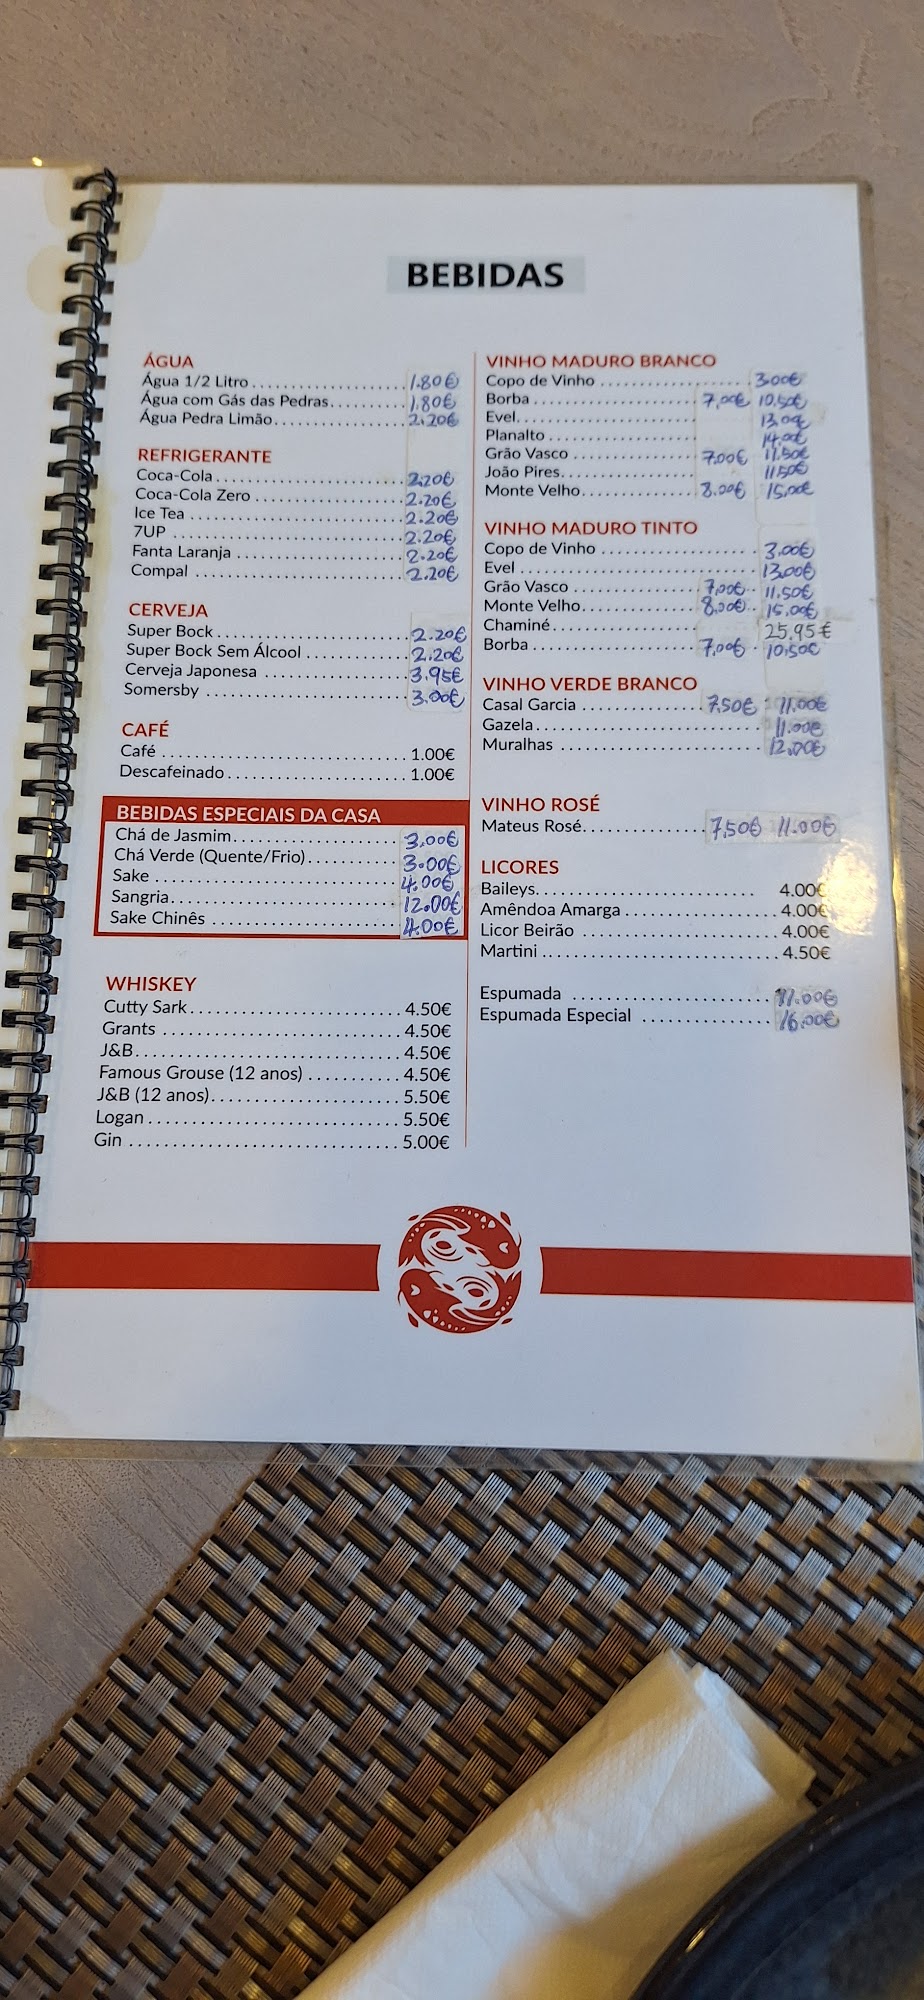 BEBIDAS
ÁGUA
Água 1/2 Litro 1.80€
Água com Gás das Pedras 1.80€
Água Pedra Limão 2.20€
REFRIGERANTE
Coca-Cola 2.20€
Coca-Cola Zero 2.20€
Ice Tea 2.20€
7UP 2.20€
Fanta Laranja 2.20€
Compal 2.20€
CERVEJA
Super Bock 2.20€
Super Bock Sem Álcool 2.20€
Cerveja Japonesa 3.95€
Somersby 3.00€
CAFÉ
Café 1.00€
Descafeinado 1.00€
BEBIDAS ESPECIAIS DA CASA
Chá de Jasmim 3.00€
Chá Verde (Quente/Frio) 3.00€
Sake 4.00€
Sangria 12.00€
Sake Chinês 4.00€
WHISKEY
Cutty Sark 4.50€
Grants 4.50€
J&B 4.50€
Famous Grouse (12 anos) 4.50€
J&B (12 anos) 5.50€
Logan 5.50€
Gin 5.00€
VINHO MADURO BRANCO
Copo de Vinho 3.00€
Borba 7,00€ 10,50€
Evel 13.00€
Planalto 14.00€
Grão Vasco 7.00€ 11.50€
João Pires 11.50€
Monte Velho 8.00€ 15.00€
VINHO MADURO TINTO
Copo de Vinho 3.00€
Evel 13.00€
Grão Vasco 7,00€ 11.50€
Monte Velho 8,00€ 15.00€
Chaminé 25,95€
Borba 7,00€ 10,50€
VINHO VERDE BRANCO
Casal Garcia 7,50€ 11.00€
Gazela 11.00€
Muralhas 12.00€
VINHO ROSÉ
Mateus Rosé 7,50€ 11.00€
LICORES
Baileys 4.00€
Amêndoa Amarga 4.00€
Licor Beirão 4.00€
Martini 4.50€
Espumada 11.00€
Espumada Especial 16.00€